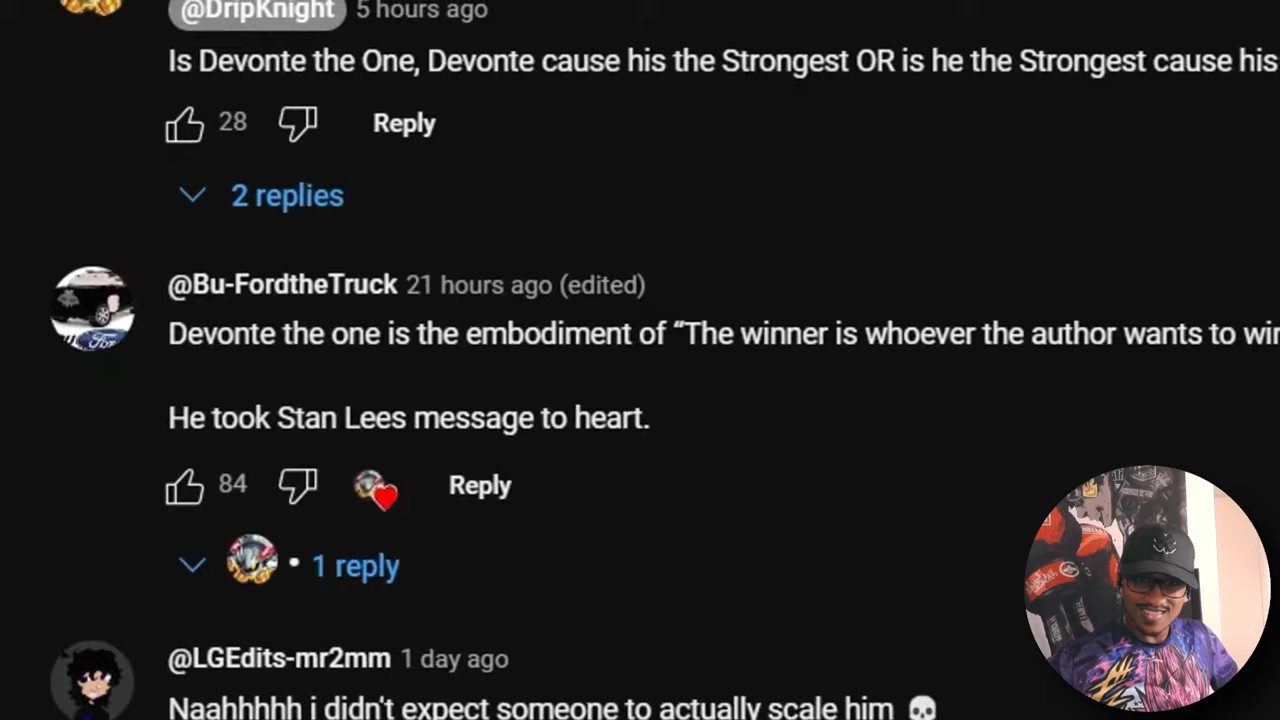 @DripKnight 5 hours ago
Is Devonte the One, Devonte cause his the Strongest OR is he the Strongest cause his
28 Reply
2 replies
@Bu-FordtheTruck 21 hours ago (edited)
Devonte the one is the embodiment of “The winner is whoever the author wants to wi
He took Stan Lees message to heart.
84 Reply
• 1 reply
@LGEdits-mr2mm 1 day ago
Naahhhhh i didn't expect someone to actually scale him 💀